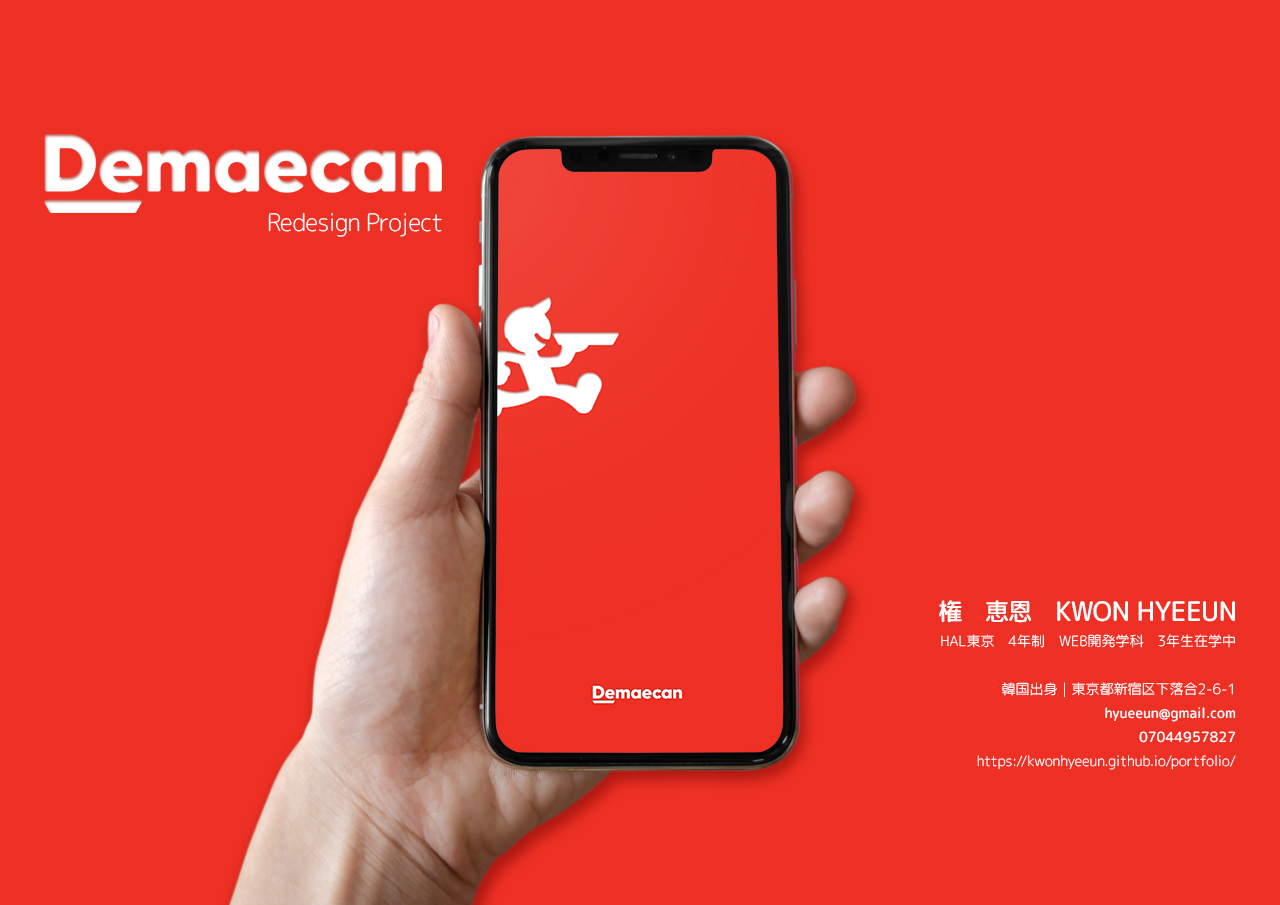 Demaecan
Redesign Project
Demaecan
権　恵恩　KWON HYEEUN
HAL東京　4年制　WEB開発学科　3年生在学中
韓国出身｜東京都新宿区下落合2-6-1
hyueeun@gmail.com
07044957827
https://kwonhyeeun.github.io/portfolio/